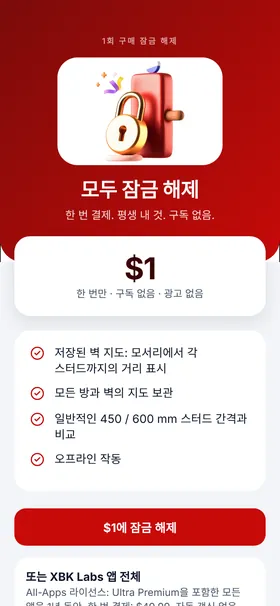 1회 구매 잠금 해제
모두 잠금 해제
한 번 결제. 평생 내 것. 구독 없음.
$1
한 번만 · 구독 없음 · 광고 없음
저장된 벽 지도: 모서리에서 각
스터드까지의 거리 표시
모든 방과 벽의 지도 보관
일반적인 450 / 600 mm 스터드 간격과
비교
오프라인 작동
$1에 잠금 해제
또는 XBK Labs 앱 전체
All-Apps 라이선스: Ultra Premium을 포함한 모든